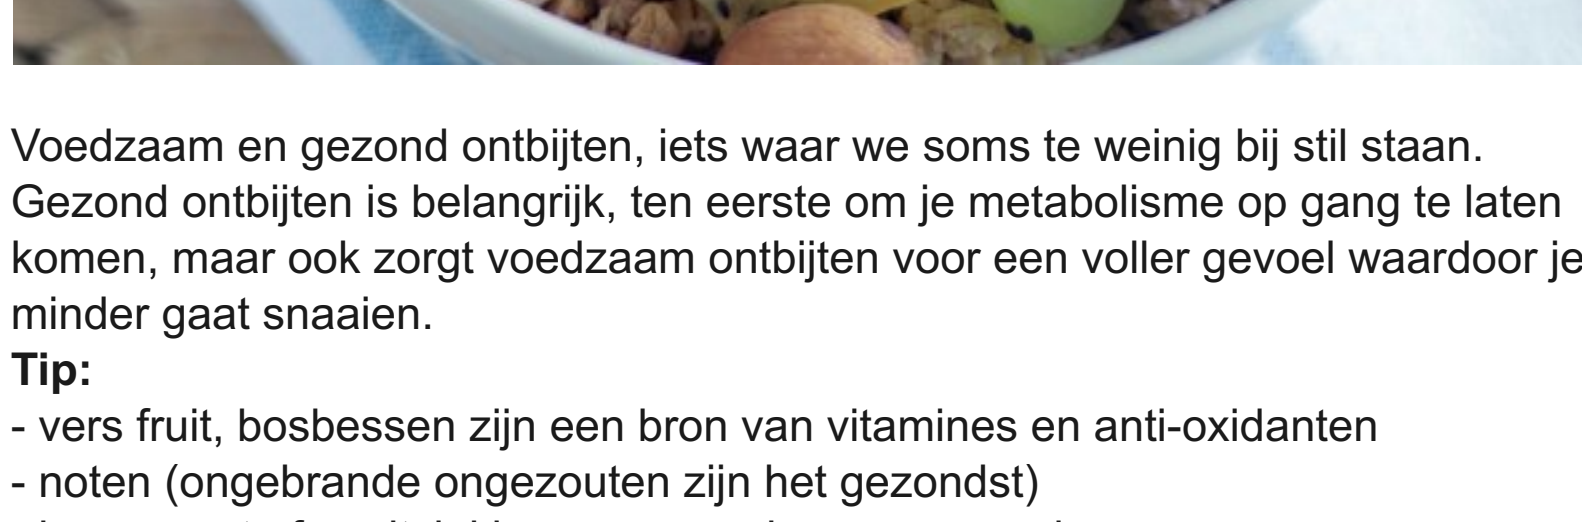 Voedzaam en gezond ontbijten, iets waar we soms te weinig bij stil staan.
Gezond ontbijten is belangrijk, ten eerste om je metabolisme op gang te laten
komen, maar ook zorgt voedzaam ontbijten voor een voller gevoel waardoor je
minder gaat snaaien.
Tip:
- vers fruit, bosbessen zijn een bron van vitamines en anti-oxidanten
- noten (ongebrande ongezouten zijn het gezondst)